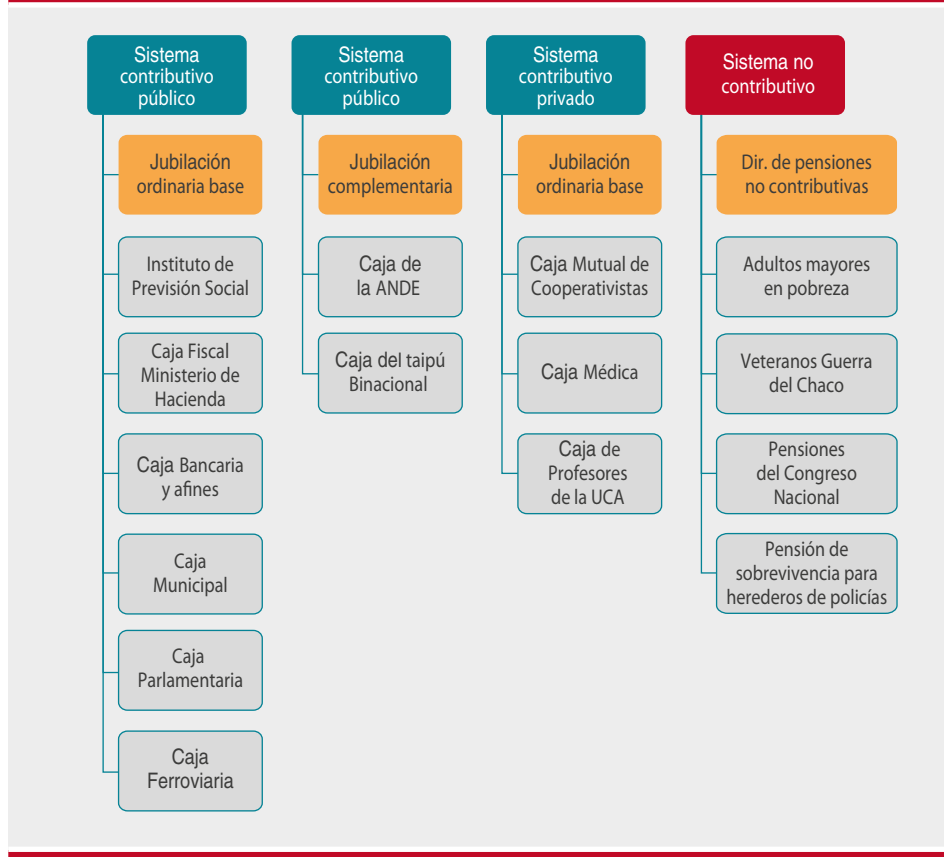 Sistema
contributivo
público
Jubilación
ordinaria base
Instituto de
Previsión Social
Caja Fiscal
Ministerio de
Hacienda
Caja Bancaria
y afines
Caja
Municipal
Caja
Parlamentaria
Caja
Ferroviaria
Sistema
contributivo
público
Jubilación
complementaria
Caja de
la ANDE
Caja del taipú
Binacional
Sistema
contributivo
privado
Jubilación
ordinaria base
Caja Mutual de
Cooperativistas
Caja Médica
Caja de
Profesores
de la UCA
Sistema no
contributivo
Dir. de pensiones
no contributivas
Adultos mayores
en pobreza
Veteranos Guerra
del Chaco
Pensiones
del Congreso
Nacional
Pensión de
sobrevivencia para
herederos de policías